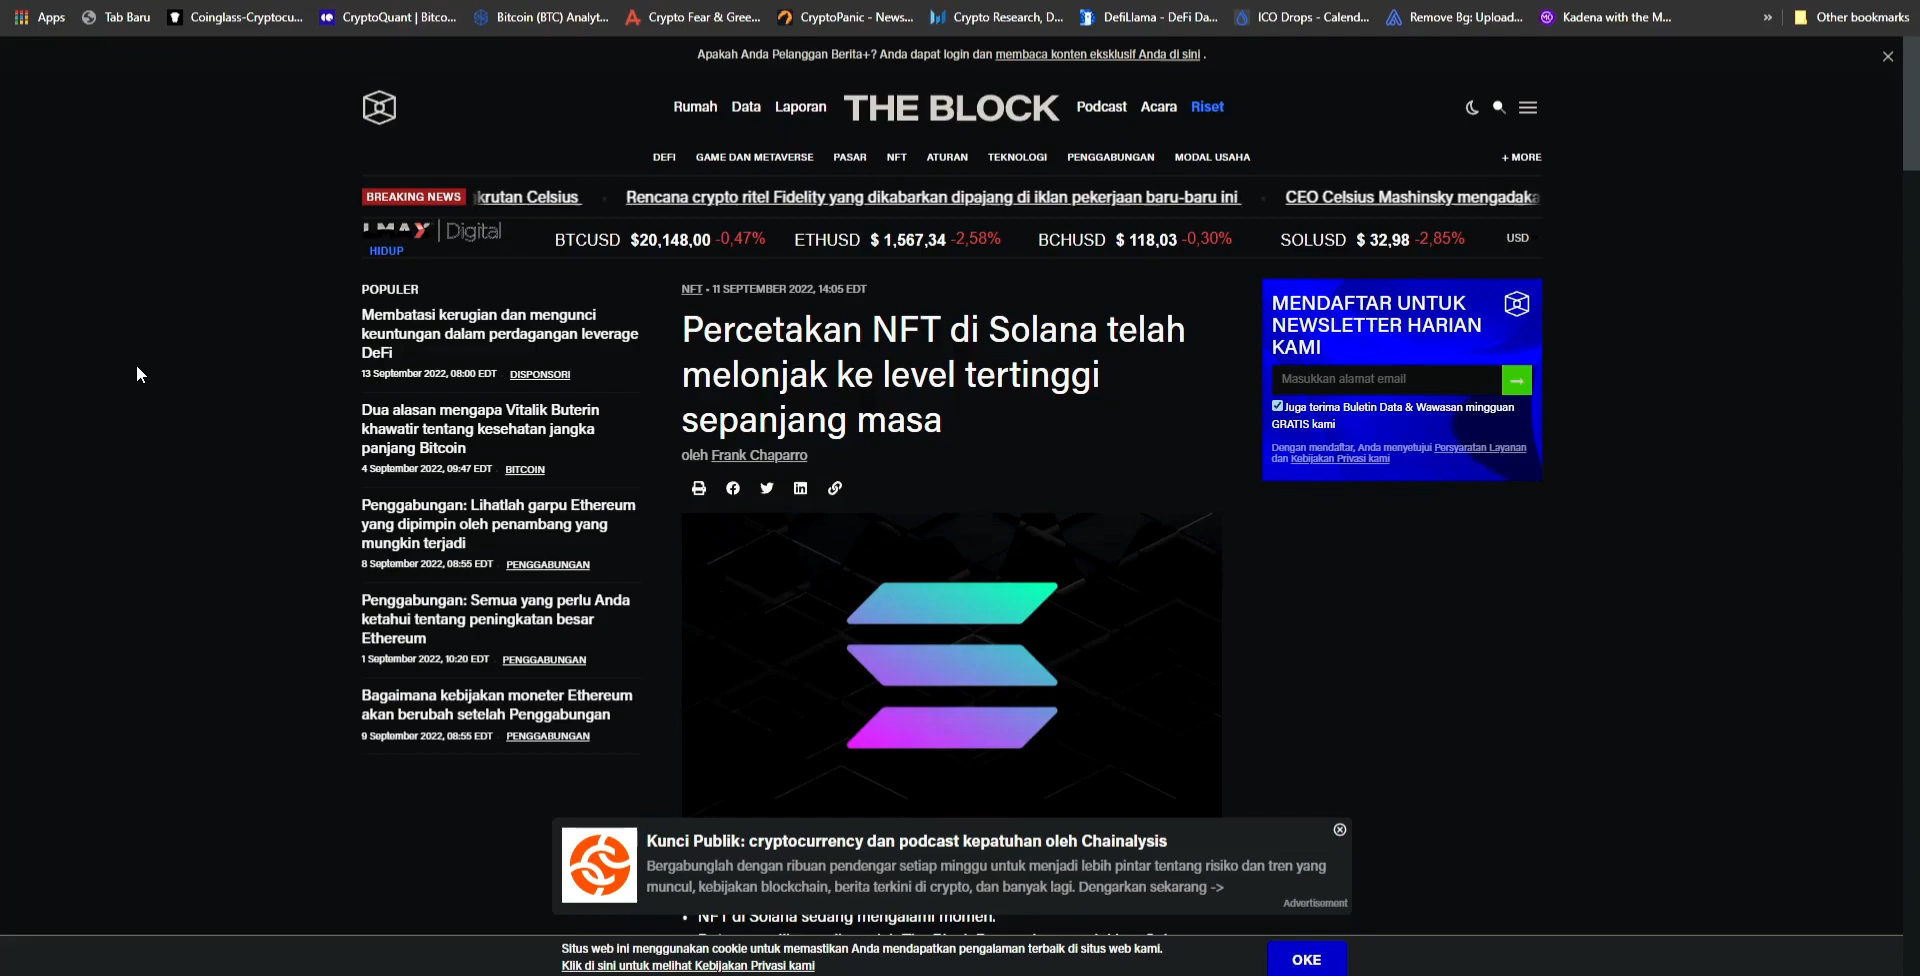 Apps Tab Baru Coinglass-Cryptocu... CryptoQuant | Bitco... Bitcoin (BTC) Analyt... Crypto Fear & Gree... CryptoPanic - News... Crypto Research, D... DefiLlama - DeFi Da... ICO Drops - Calend... Remove Bg: Upload... Kadena with the M... » Other bookmarks
Apakah Anda Pelanggan Berita+? Anda dapat login dan membaca konten eksklusif Anda di sini .
Rumah Data Laporan THE BLOCK Podcast Acara Riset
DEFI GAME DAN METAVERSE PASAR NFT ATURAN TEKNOLOGI PENGGABUNGAN MODAL USAHA + MORE
BREAKING NEWS krutan Celsius Rencana crypto ritel Fidelity yang dikabarkan dipajang di iklan pekerjaan baru-baru ini CEO Celsius Mashinsky mengadaka
LMAX | Digital
HIDUP
BTCUSD $20,148,00 -0,47% ETHUSD $ 1,567,34 -2,58% BCHUSD $ 118,03 -0,30% SOLUSD $ 32,98 -2,85% USD
POPULER
Membatasi kerugian dan mengunci
keuntungan dalam perdagangan leverage
DeFi
13 September 2022, 08:00 EDT DISPONSORI
Dua alasan mengapa Vitalik Buterin
khawatir tentang kesehatan jangka
panjang Bitcoin
4 September 2022, 09:47 EDT BITCOIN
Penggabungan: Lihatlah garpu Ethereum
yang dipimpin oleh penambang yang
mungkin terjadi
8 September 2022, 08:55 EDT PENGGABUNGAN
Penggabungan: Semua yang perlu Anda
ketahui tentang peningkatan besar
Ethereum
1 September 2022, 10:20 EDT PENGGABUNGAN
Bagaimana kebijakan moneter Ethereum
akan berubah setelah Penggabungan
9 September 2022, 08:55 EDT PENGGABUNGAN
NFT • 11 SEPTEMBER 2022, 14:05 EDT
Percetakan NFT di Solana telah
melonjak ke level tertinggi
sepanjang masa
oleh Frank Chaparro
MENDAFTAR UNTUK
NEWSLETTER HARIAN
KAMI
Masukkan alamat email
Juga terima Buletin Data & Wawasan mingguan
GRATIS kami
Dengan mendaftar, Anda menyetujui Persyaratan Layanan
dan Kebijakan Privasi kami
Kunci Publik: cryptocurrency dan podcast kepatuhan oleh Chainalysis
Bergabunglah dengan ribuan pendengar setiap minggu untuk menjadi lebih pintar tentang risiko dan tren yang
muncul, kebijakan blockchain, berita terkini di crypto, dan banyak lagi. Dengarkan sekarang ->
Advertisement
• NFT di Solana sedang mengalami momen.
Situs web ini menggunakan cookie untuk memastikan Anda mendapatkan pengalaman terbaik di situs web kami.
Klik di sini untuk melihat Kebijakan Privasi kami
OKE